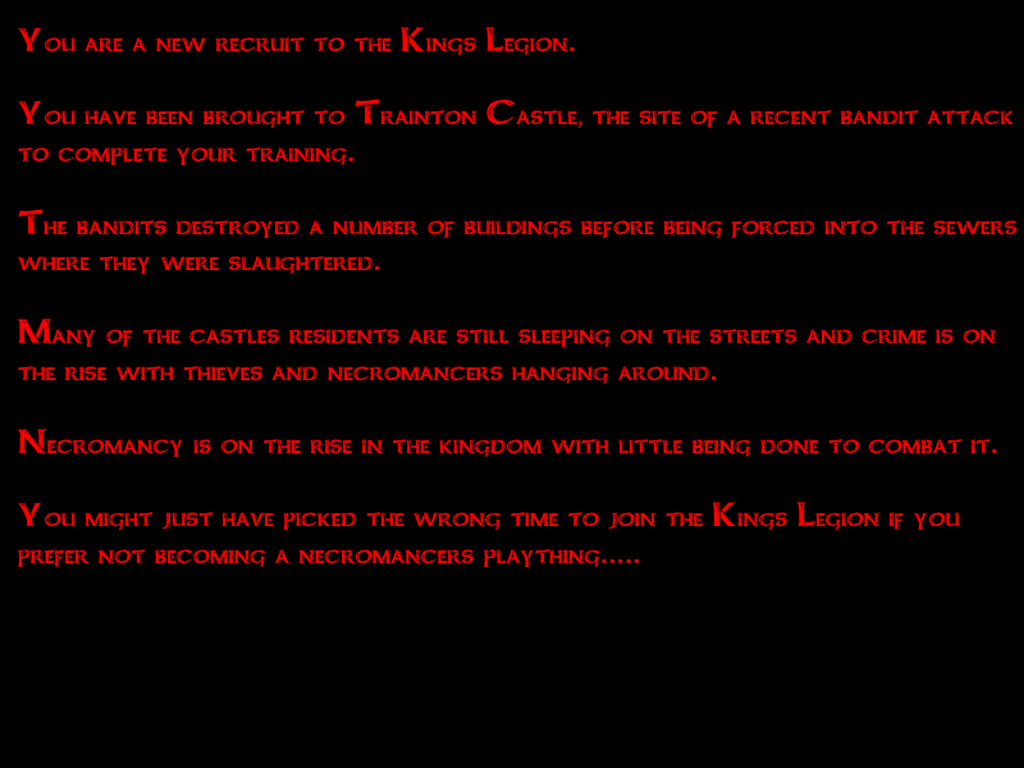 You are a new recruit to the Kings Legion.
You have been brought to Trainton Castle, the site of a recent bandit attack
to complete your training.
The bandits destroyed a number of buildings before being forced into the sewers
where they were slaughtered.
Many of the castles residents are still sleeping on the streets and crime is on
the rise with thieves and necromancers hanging around.
Necromancy is on the rise in the kingdom with little being done to combat it.
You might just have picked the wrong time to join the Kings Legion if you
prefer not becoming a necromancers plaything.....